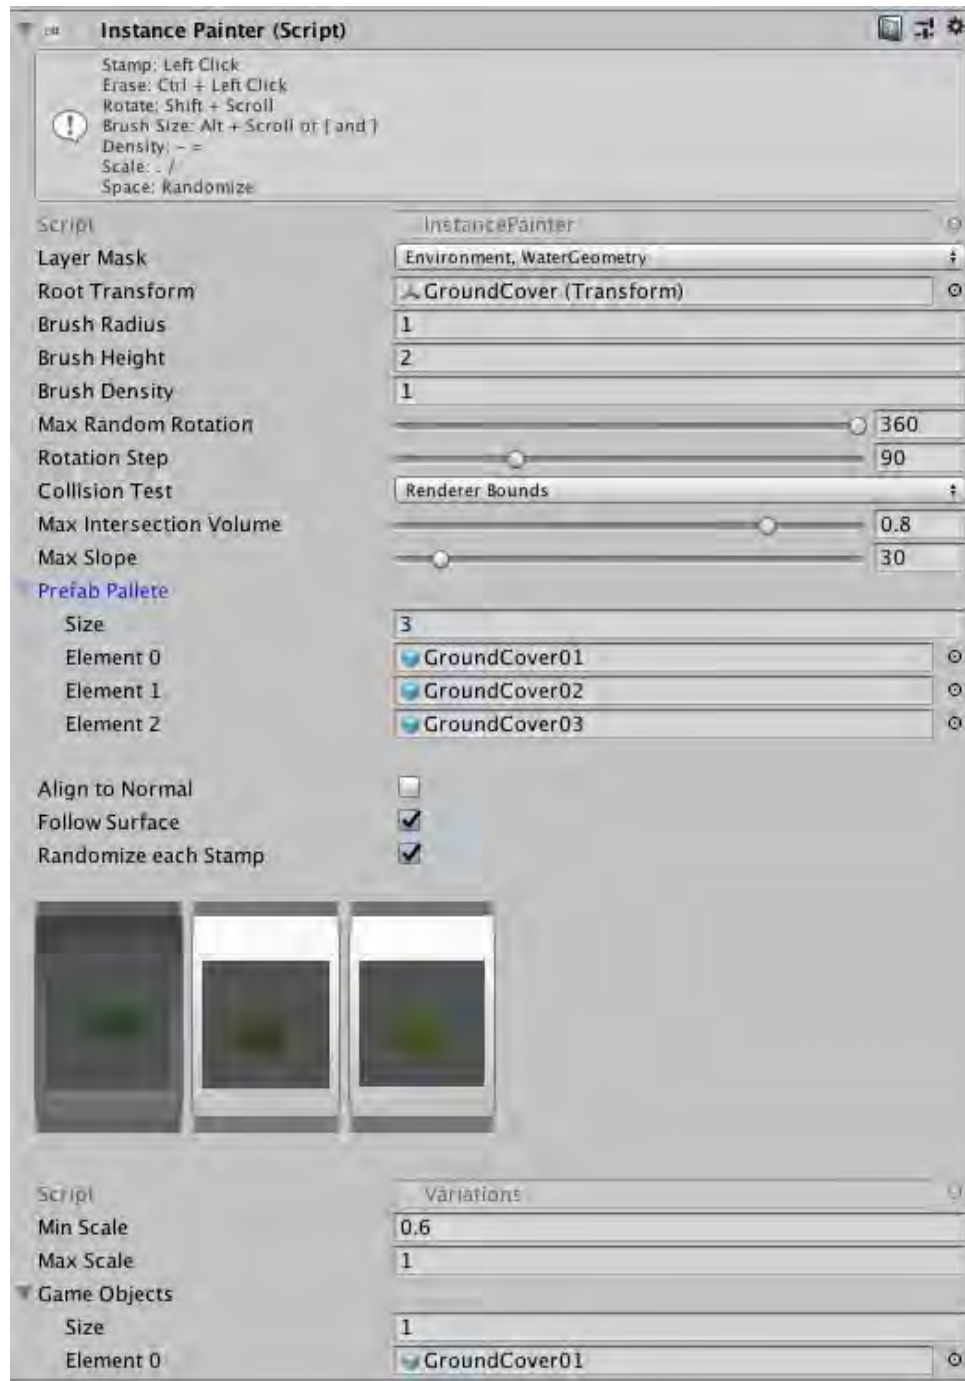 Instance Painter (Script)
Stamp: Left Click
Erase: Ctrl + Left Click
Rotate: Shift + Scroll
Brush Size: Alt + Scroll or [ and ]
Density: - =
Scale: . /
Space: Randomize
Script InstancePainter
Layer Mask Environment, WaterGeometry
Root Transform GroundCover (Transform)
Brush Radius 1
Brush Height 2
Brush Density 1
Max Random Rotation 360
Rotation Step 90
Collision Test Renderer Bounds
Max Intersection Volume 0.8
Max Slope 30
Prefab Pallete
Size 3
Element 0 GroundCover01
Element 1 GroundCover02
Element 2 GroundCover03
Align to Normal
Follow Surface
Randomize each Stamp
Script Variations
Min Scale 0.6
Max Scale 1
Game Objects
Size 1
Element 0 GroundCover01